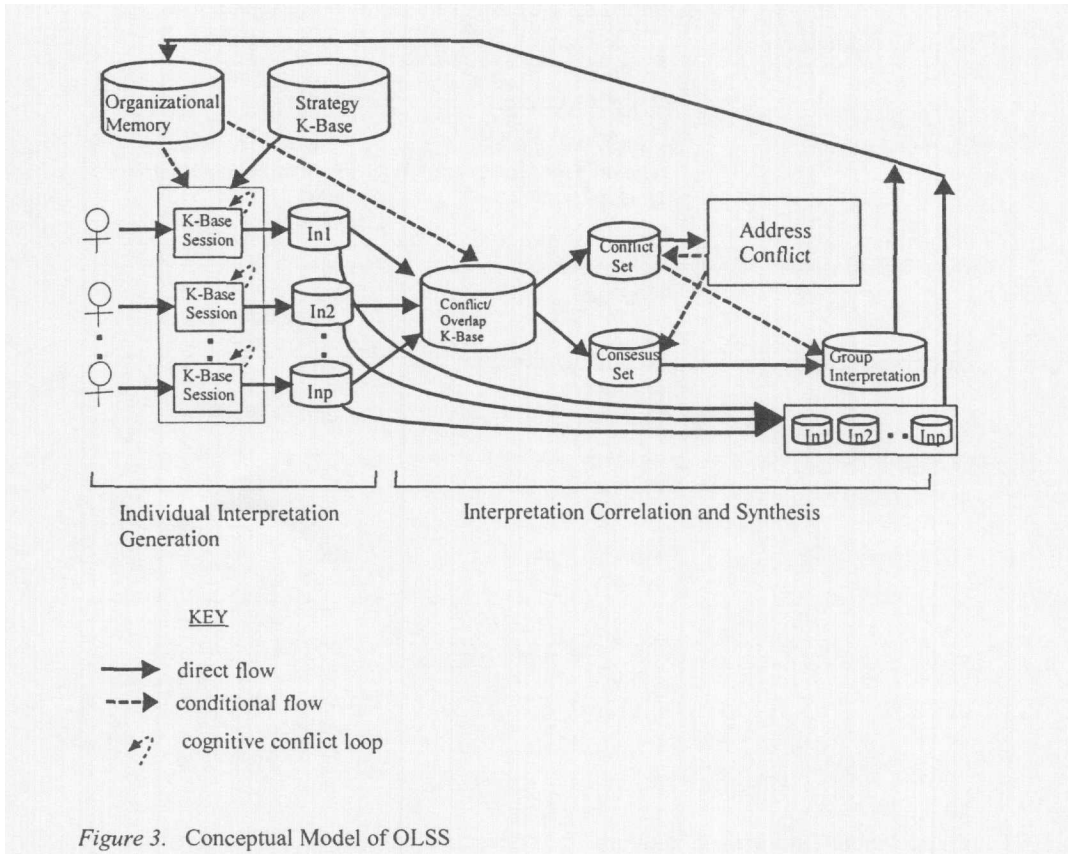 Organizational
Memory
Strategy
K-Base
K-Base
Session
In1
K-Base
Session
In2
K-Base
Session
Inp
Conflict/
Overlap
K-Base
Conflict
Set
Consesus
Set
Address
Conflict
Group
Interpretation
In1 In2 Inp
Individual Interpretation
Generation
Interpretation Correlation and Synthesis
KEY
direct flow
conditional flow
cognitive conflict loop
Figure 3. Conceptual Model of OLSS